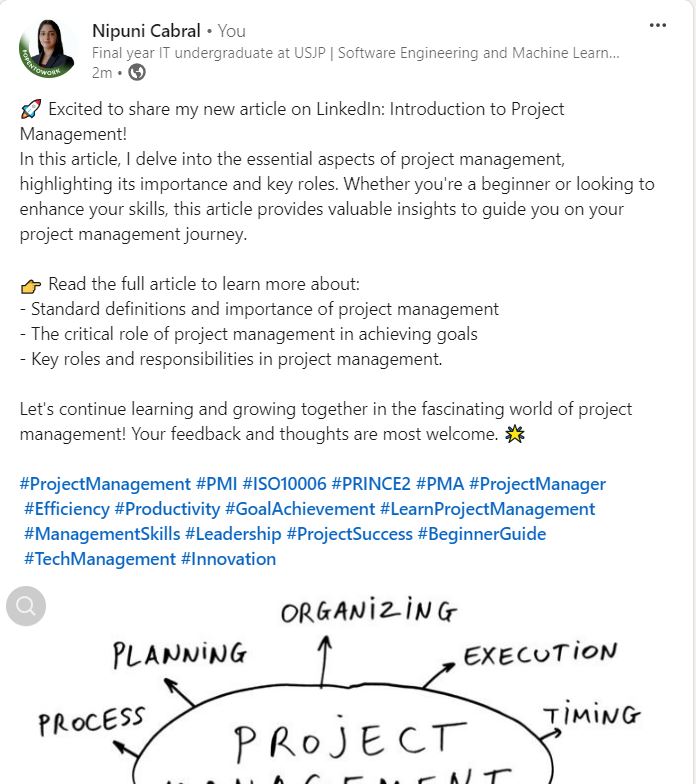 Nipuni Cabral • You
Final year IT undergraduate at USJP | Software Engineering and Machine Learn...
2m •
#OPENTOWORK
🚀 Excited to share my new article on LinkedIn: Introduction to Project
Management!
In this article, I delve into the essential aspects of project management,
highlighting its importance and key roles. Whether you're a beginner or looking to
enhance your skills, this article provides valuable insights to guide you on your
project management journey.
👉 Read the full article to learn more about:
- Standard definitions and importance of project management
- The critical role of project management in achieving goals
- Key roles and responsibilities in project management.
Let's continue learning and growing together in the fascinating world of project
management! Your feedback and thoughts are most welcome. 🌟
#ProjectManagement #PMI #ISO10006 #PRINCE2 #PMA #ProjectManager
#Efficiency #Productivity #GoalAchievement #LearnProjectManagement
#ManagementSkills #Leadership #ProjectSuccess #BeginnerGuide
#TechManagement #Innovation
ORGANIZING
PLANNING
EXECUTION
PROCESS
TIMING
PROJECT
MANAGEMENT